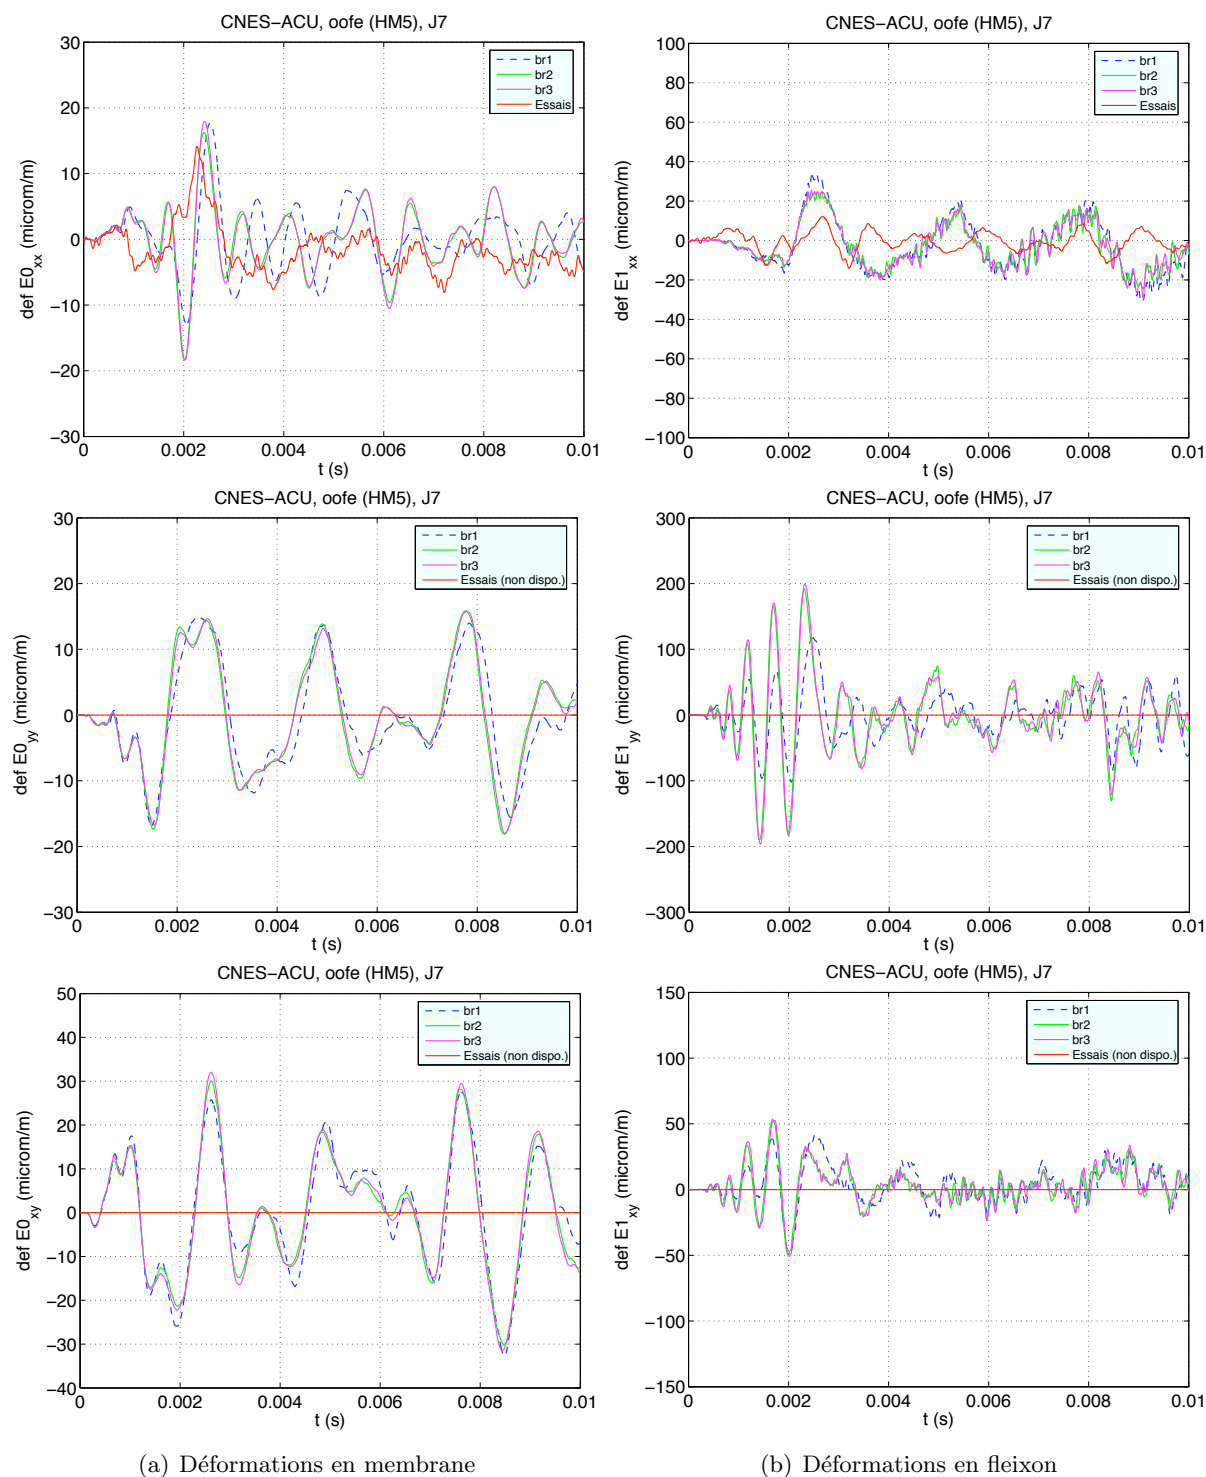 CNES−ACU, oofe (HM5), J7
30
20
10
0
−10
−20
−30
def E0xx (microm/m)
0
0.002
0.004
0.006
0.008
0.01
t (s)
br1
br2
br3
Essais
CNES−ACU, oofe (HM5), J7
100
80
60
40
20
0
−20
−40
−60
−80
−100
def E1xx (microm/m)
0
0.002
0.004
0.006
0.008
0.01
t (s)
br1
br2
br3
Essais
CNES−ACU, oofe (HM5), J7
30
20
10
0
−10
−20
−30
def E0yy (microm/m)
0
0.002
0.004
0.006
0.008
0.01
t (s)
br1
br2
br3
Essais (non dispo.)
CNES−ACU, oofe (HM5), J7
300
200
100
0
−100
−200
−300
def E1yy (microm/m)
0
0.002
0.004
0.006
0.008
0.01
t (s)
br1
br2
br3
Essais (non dispo.)
CNES−ACU, oofe (HM5), J7
50
40
30
20
10
0
−10
−20
−30
−40
def E0xy (microm/m)
0
0.002
0.004
0.006
0.008
0.01
t (s)
br1
br2
br3
Essais (non dispo.)
CNES−ACU, oofe (HM5), J7
150
100
50
0
−50
−100
−150
def E1xy (microm/m)
0
0.002
0.004
0.006
0.008
0.01
t (s)
br1
br2
br3
Essais (non dispo.)
(a) Déformations en membrane
(b) Déformations en fleixon